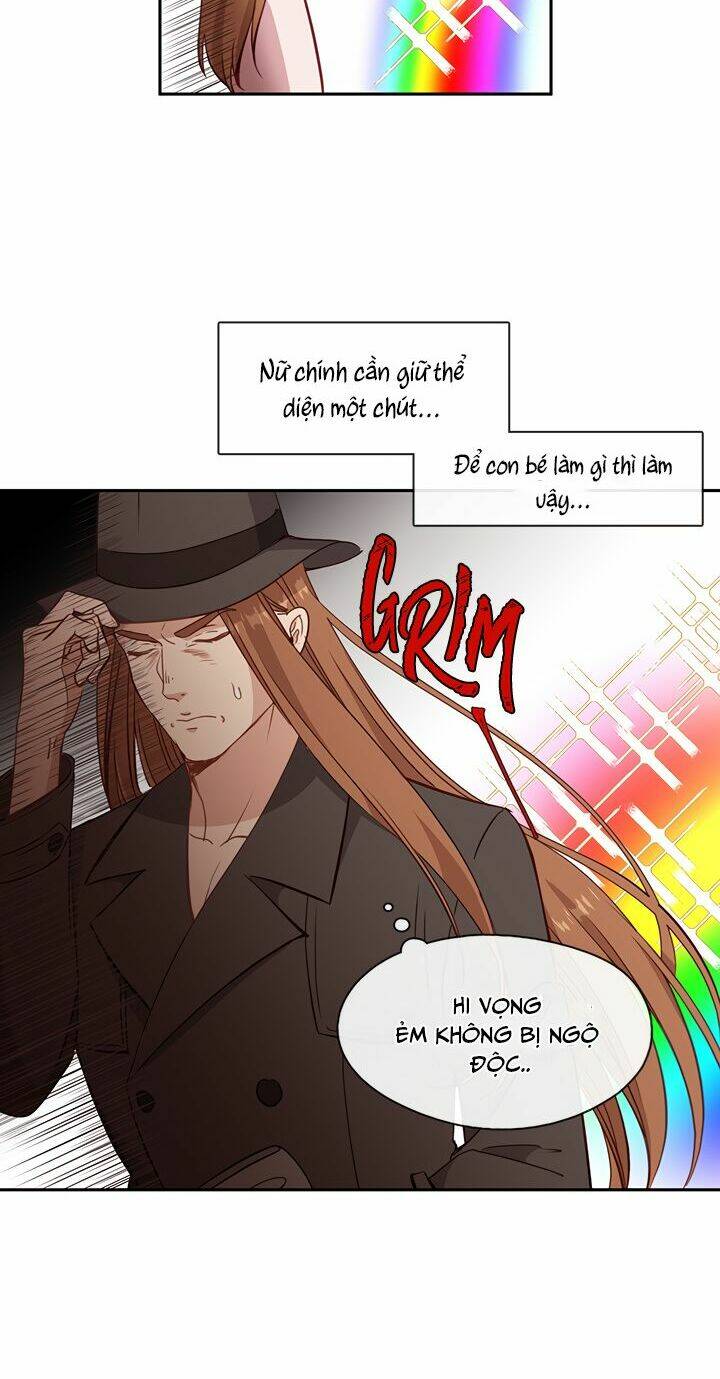 Nữ chính cần giữ thể
diện một chút...
Để con bé làm gì thì làm
vậy...
GRIM
HI VỌNG
ẺM KHÔNG BỊ NGỘ
ĐỘC..